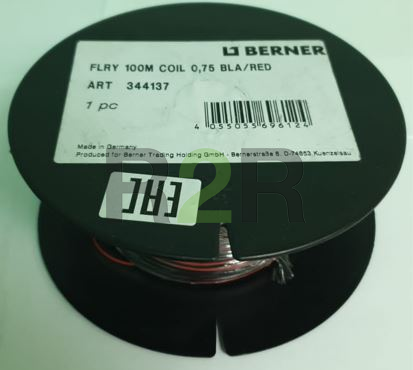 BERNER
FLRY 100M COIL 0,75 BLA/RED
ART 344137
1 pc
4 055055 696124
Made in Germany
Produced for Berner Trading Holding GmbH - Bernerstraße 6, D-74653 Kuenzelsau
R2R
EAC